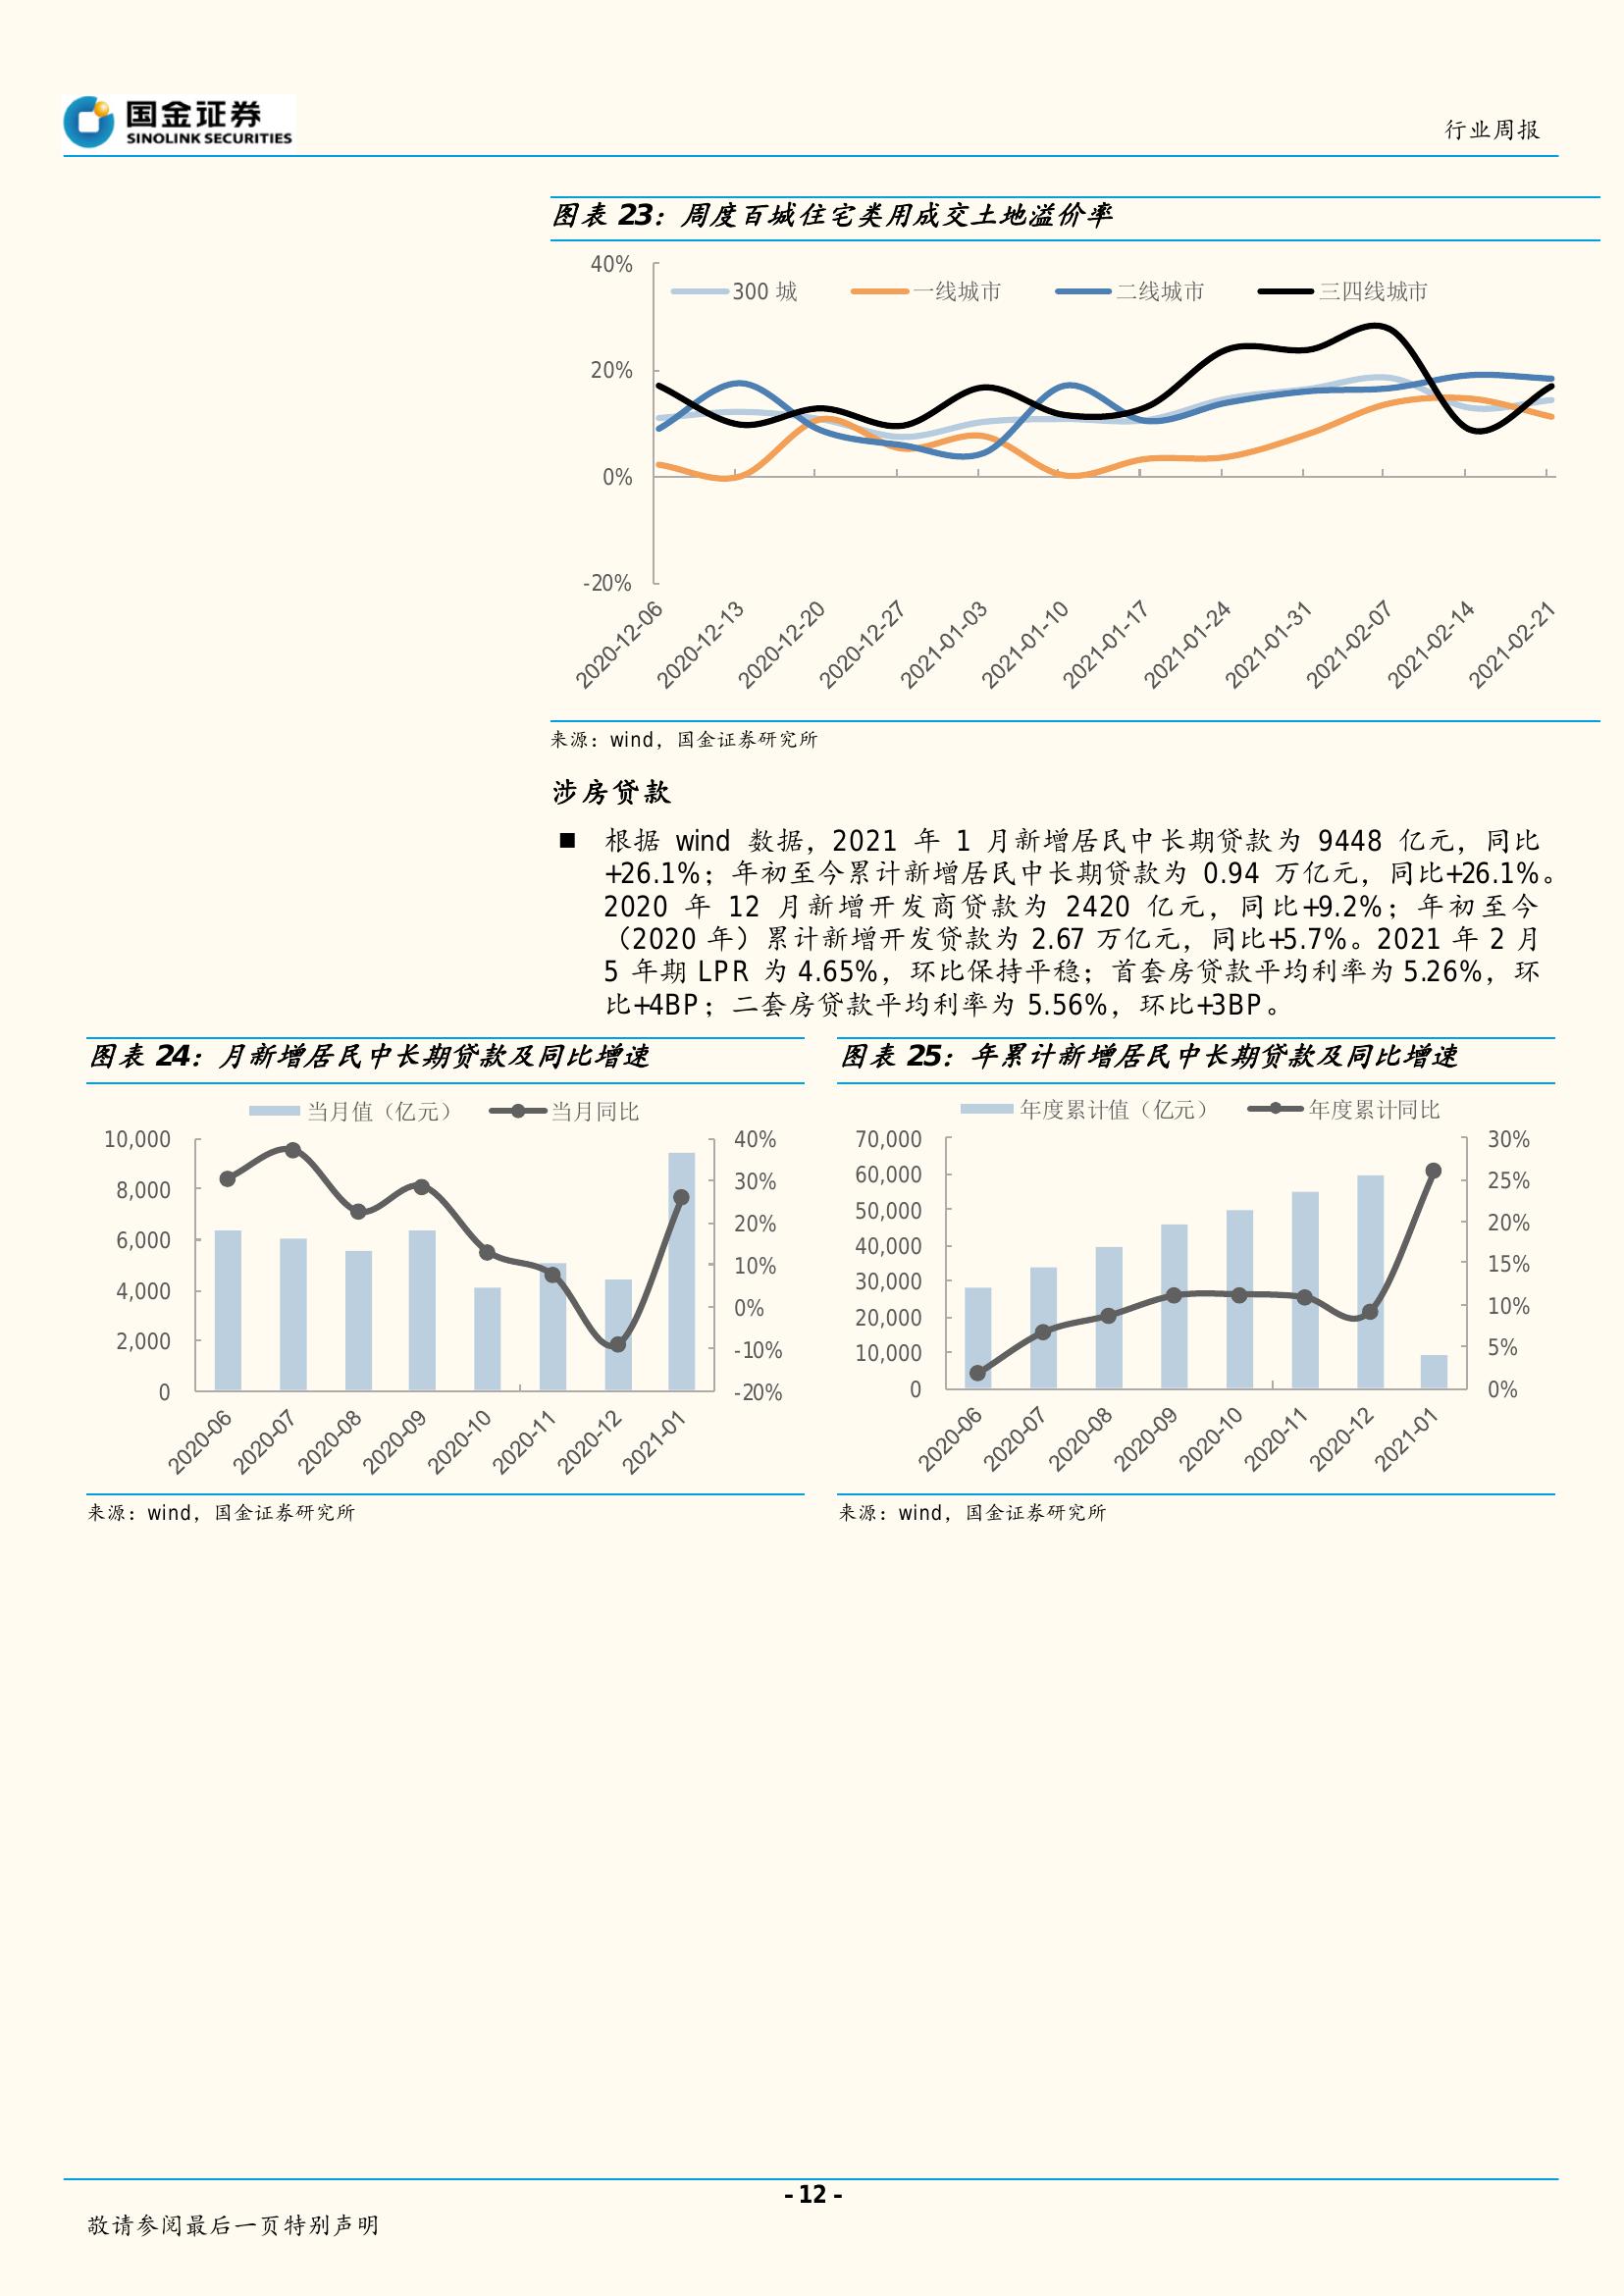 国金证券
SINOLINK SECURITIES
行业周报
图表 23：周度百城住宅类用成交土地溢价率
40%
20%
0%
-20%
300 城
一线城市
二线城市
三四线城市
2020-12-06
2020-12-13
2020-12-20
2020-12-27
2021-01-03
2021-01-10
2021-01-17
2021-01-24
2021-01-31
2021-02-07
2021-02-14
2021-02-21
来源：wind，国金证券研究所
涉房贷款
■ 根据 wind 数据，2021 年 1 月新增居民中长期贷款为 9448 亿元，同比
+26.1%；年初至今累计新增居民中长期贷款为 0.94 万亿元，同比+26.1%。
2020 年 12 月新增开发商贷款为 2420 亿元，同比+9.2%；年初至今
（2020 年）累计新增开发贷款为 2.67 万亿元，同比+5.7%。2021 年 2 月
5 年期 LPR 为 4.65%，环比保持平稳；首套房贷款平均利率为 5.26%，环
比+4BP；二套房贷款平均利率为 5.56%，环比+3BP。
图表 24：月新增居民中长期贷款及同比增速
当月值（亿元）
当月同比
10,000
8,000
6,000
4,000
2,000
0
40%
30%
20%
10%
0%
-10%
-20%
2020-06
2020-07
2020-08
2020-09
2020-10
2020-11
2020-12
2021-01
来源：wind，国金证券研究所
图表 25：年累计新增居民中长期贷款及同比增速
年度累计值（亿元）
年度累计同比
70,000
60,000
50,000
40,000
30,000
20,000
10,000
0
30%
25%
20%
15%
10%
5%
0%
2020-06
2020-07
2020-08
2020-09
2020-10
2020-11
2020-12
2021-01
来源：wind，国金证券研究所
- 12 -
敬请参阅最后一页特别声明